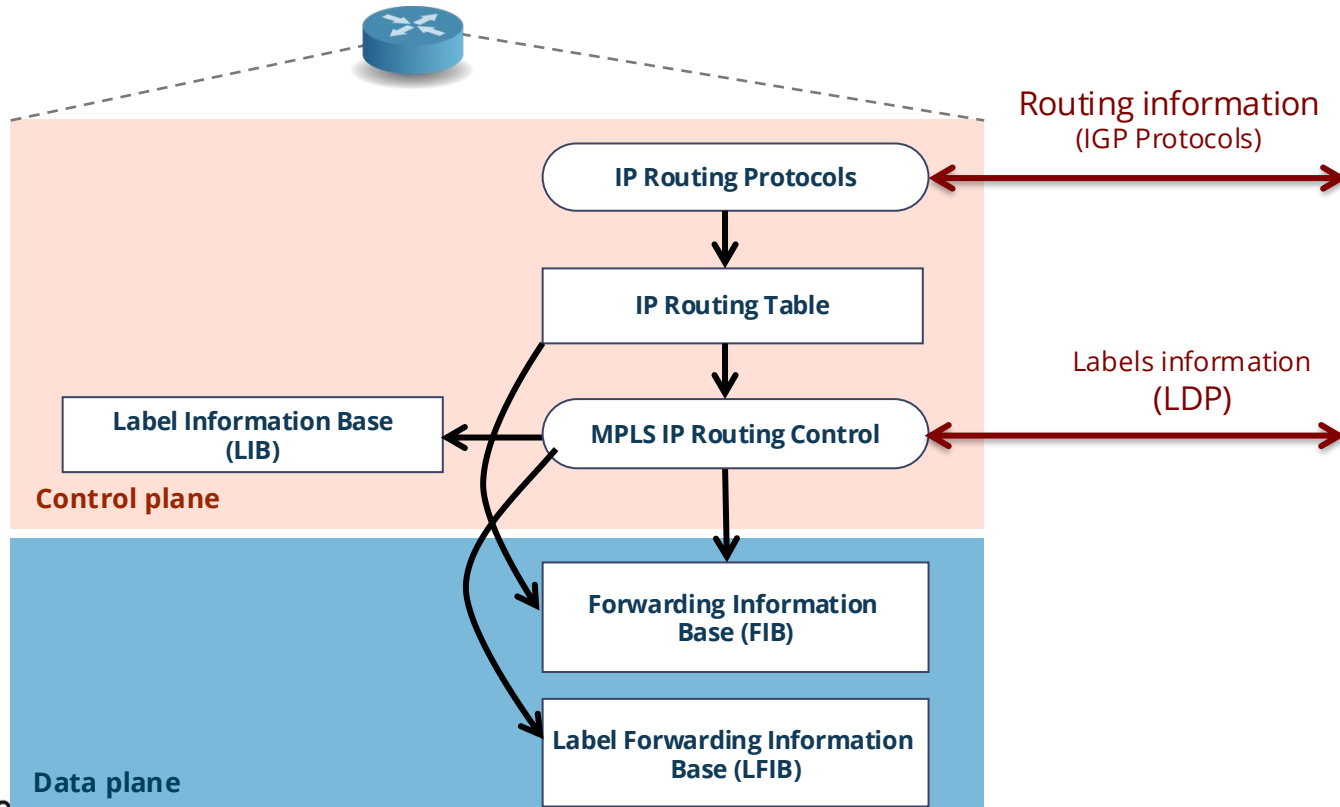 Routing information
(IGP Protocols)
IP Routing Protocols
IP Routing Table
Labels information
(LDP)
Label Information Base
(LIB)
MPLS IP Routing Control
Control plane
Forwarding Information
Base (FIB)
Label Forwarding Information
Base (LFIB)
Data plane